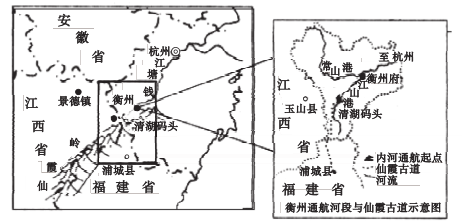 安
徽
省
杭州
钱塘江
景德镇
衢州
清湖码头
江西省
仙霞岭
浦城县
福建省
至杭州
常山港
衢州府
江山港
玉山县
清湖码头
江西省
浦城县
福建省
内河通航起点
仙霞古道
河流
衢州通航河段与仙霞古道示意图